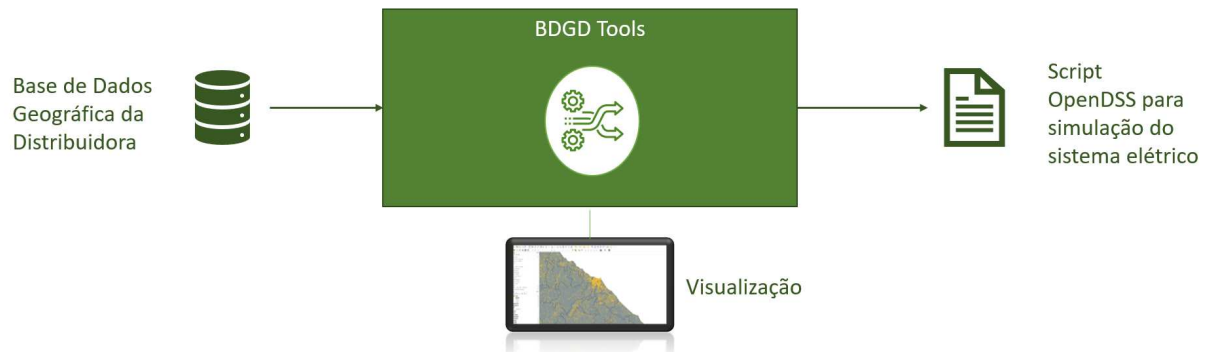 BDGD Tools
Base de Dados
Geográfica da
Distribuidora
Script
OpenDSS para
simulação do
sistema elétrico
Visualização